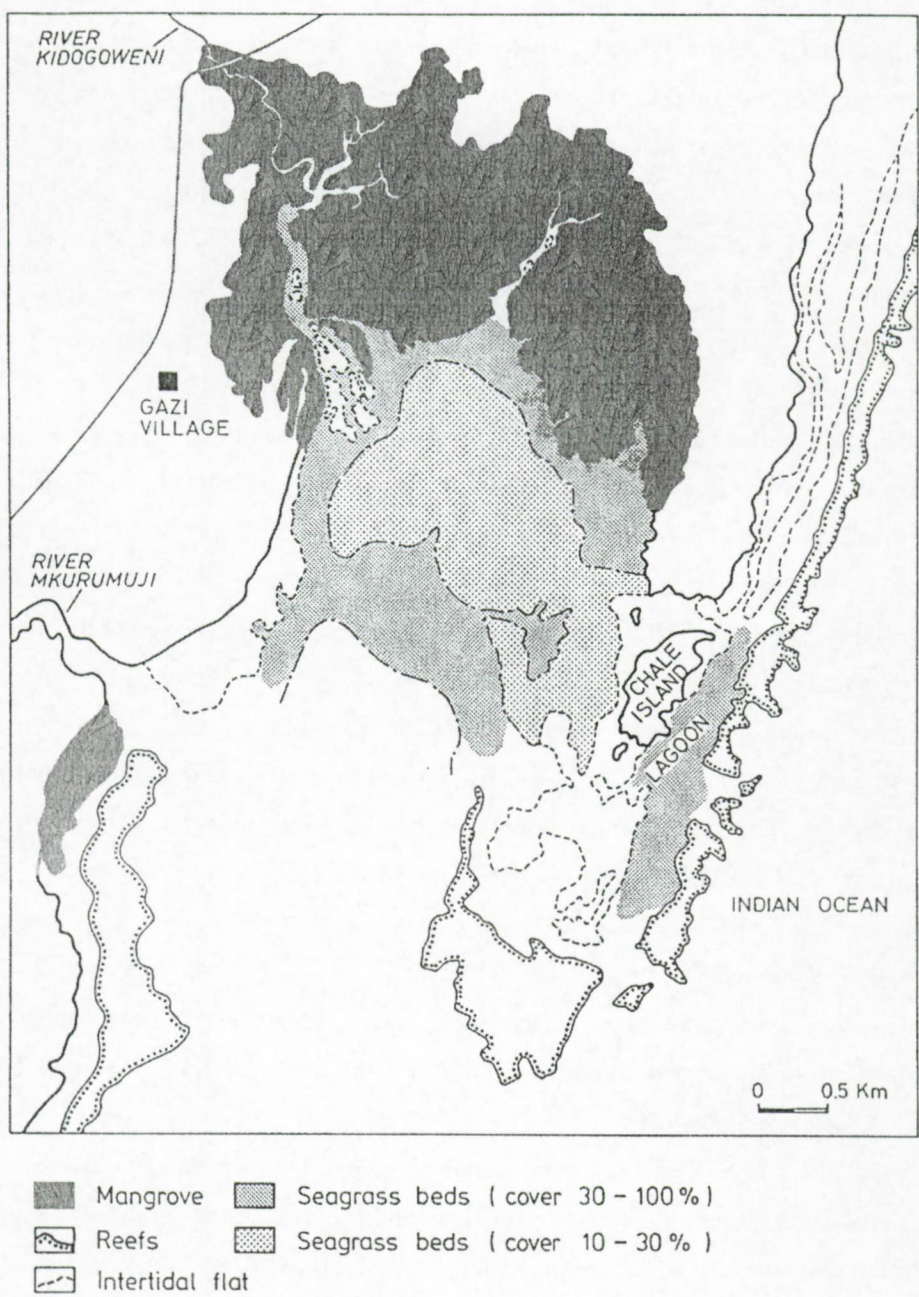 RIVER
KIDOGOWENI
GAZI
VILLAGE
RIVER
MKURUMUJI
CHALE
ISLAND
LAGOON
INDIAN OCEAN
0 0.5 Km
Mangrove
Seagrass beds ( cover 30 - 100 % )
Reefs
Seagrass beds ( cover 10 - 30 % )
Intertidal flat